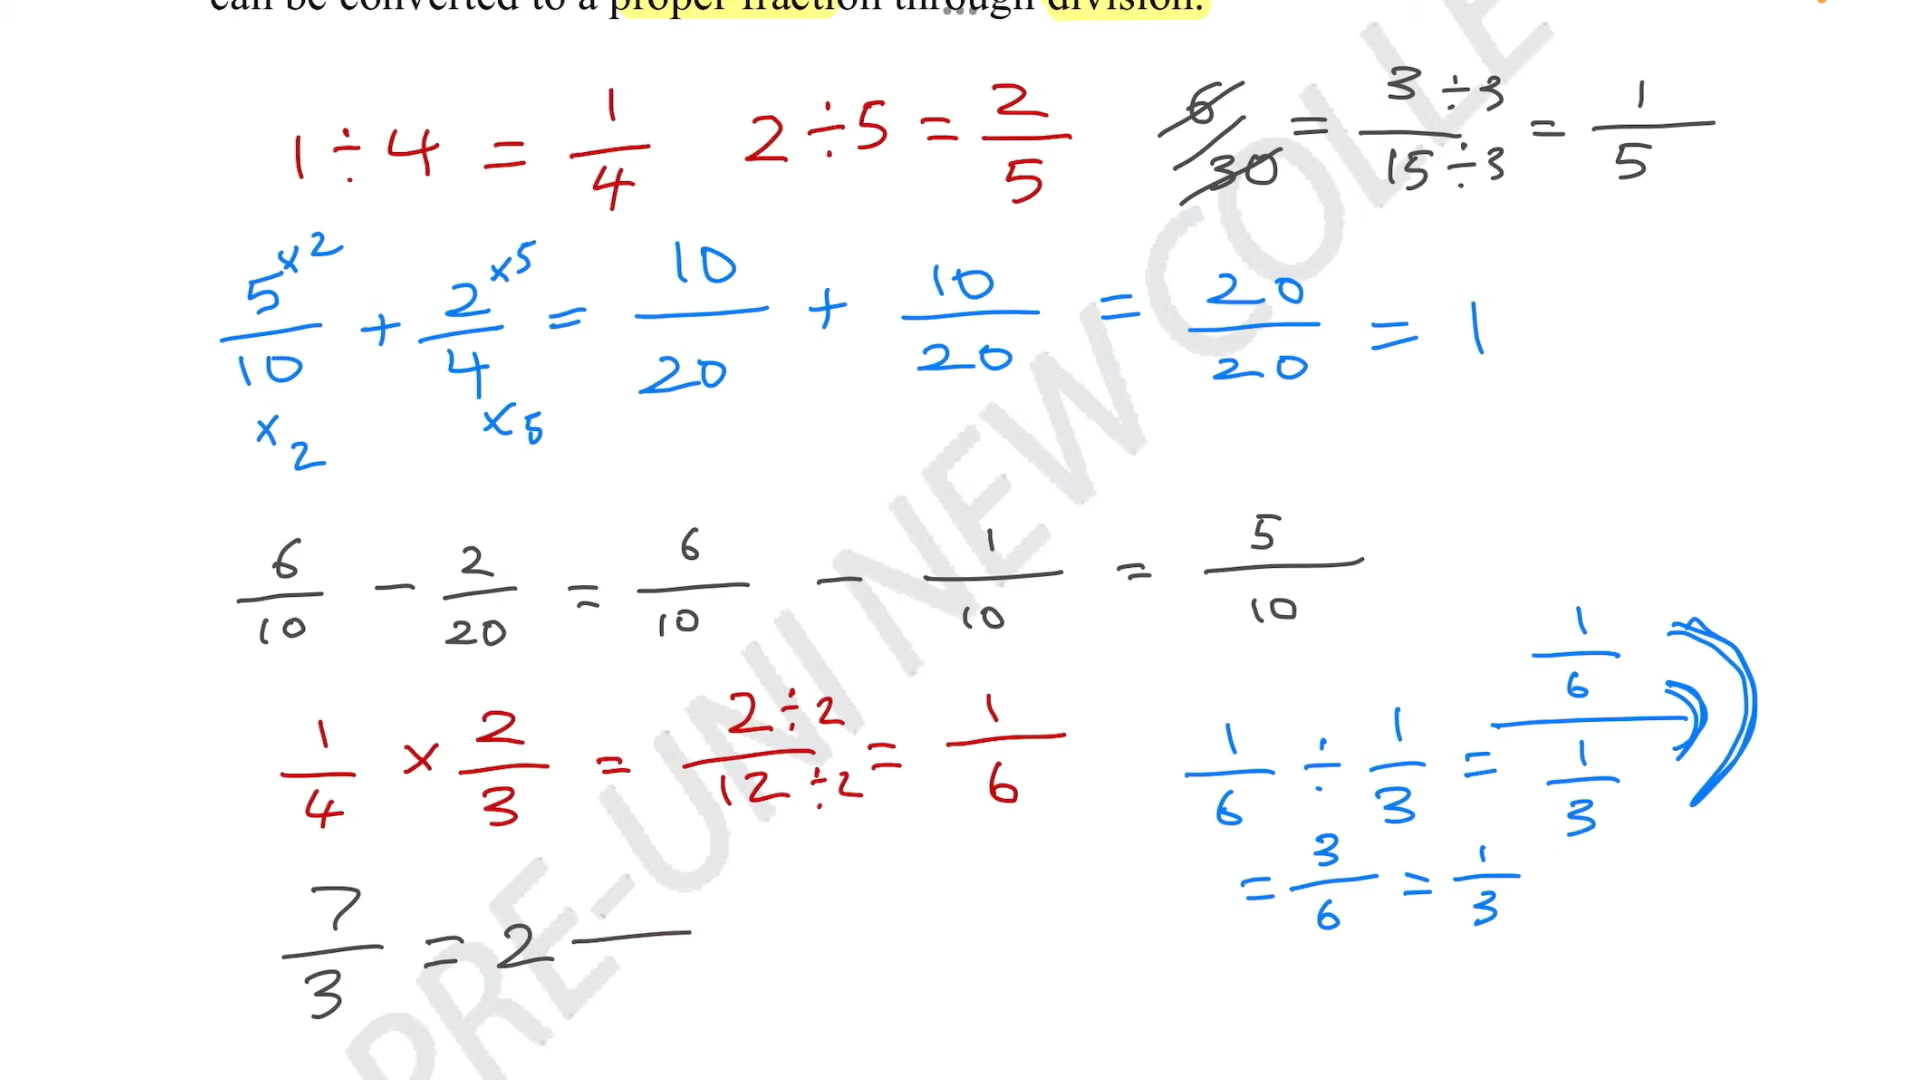 can be converted to a proper fraction through division.
1 ÷ 4 = 1/4 2 ÷ 5 = 2/5 6/30 = 3 ÷ 3 / 15 ÷ 3 = 1/5
5 ×2 / 10 ×2 + 2 ×5 / 4 ×5 = 10/20 + 10/20 = 20/20 = 1
6/10 − 2/20 = 6/10 − 1/10 = 5/10
1/4 × 2/3 = 2 ÷ 2 / 12 ÷ 2 = 1/6
1/6 ÷ 1/3 = 1/6 / 1/3
= 3/6 = 1/3
7/3 = 2 —
PRE-UNI NEW COLLE